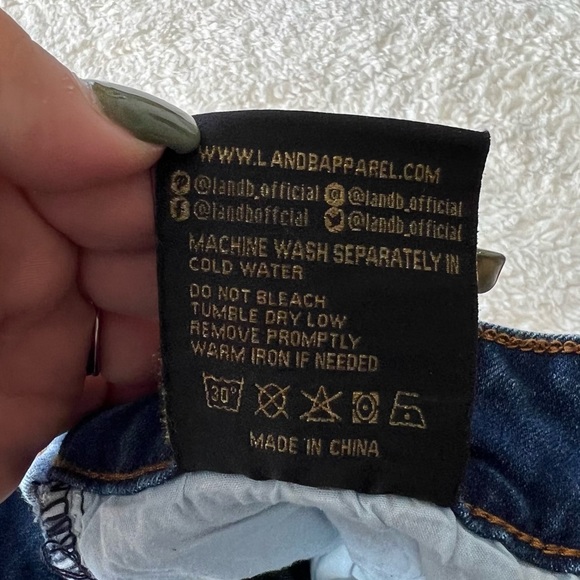 WWW.LANDBAPPAREL.COM
@landb_official @landb_official
@landboffcial @landb_official
MACHINE WASH SEPARATELY IN
COLD WATER
DO NOT BLEACH
TUMBLE DRY LOW
REMOVE PROMPTLY
WARM IRON IF NEEDED
30°
MADE IN CHINA